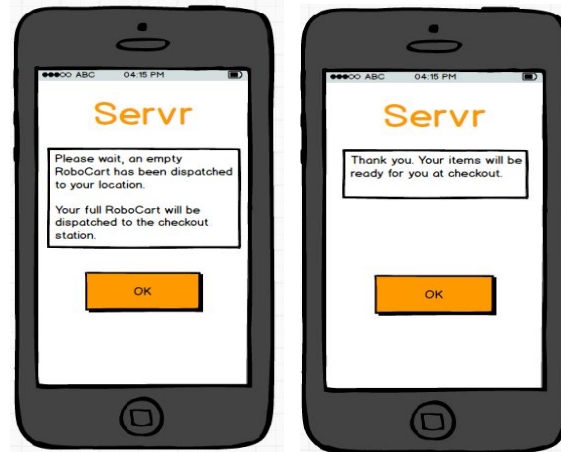 ●●●○○ ABC 04:15 PM
Servr
Please wait, an empty
RoboCart has been dispatched
to your location.
Your full RoboCart will be
dispatched to the checkout
station.
OK
●●●○○ ABC 04:15 PM
Servr
Thank you. Your items will be
ready for you at checkout.
OK